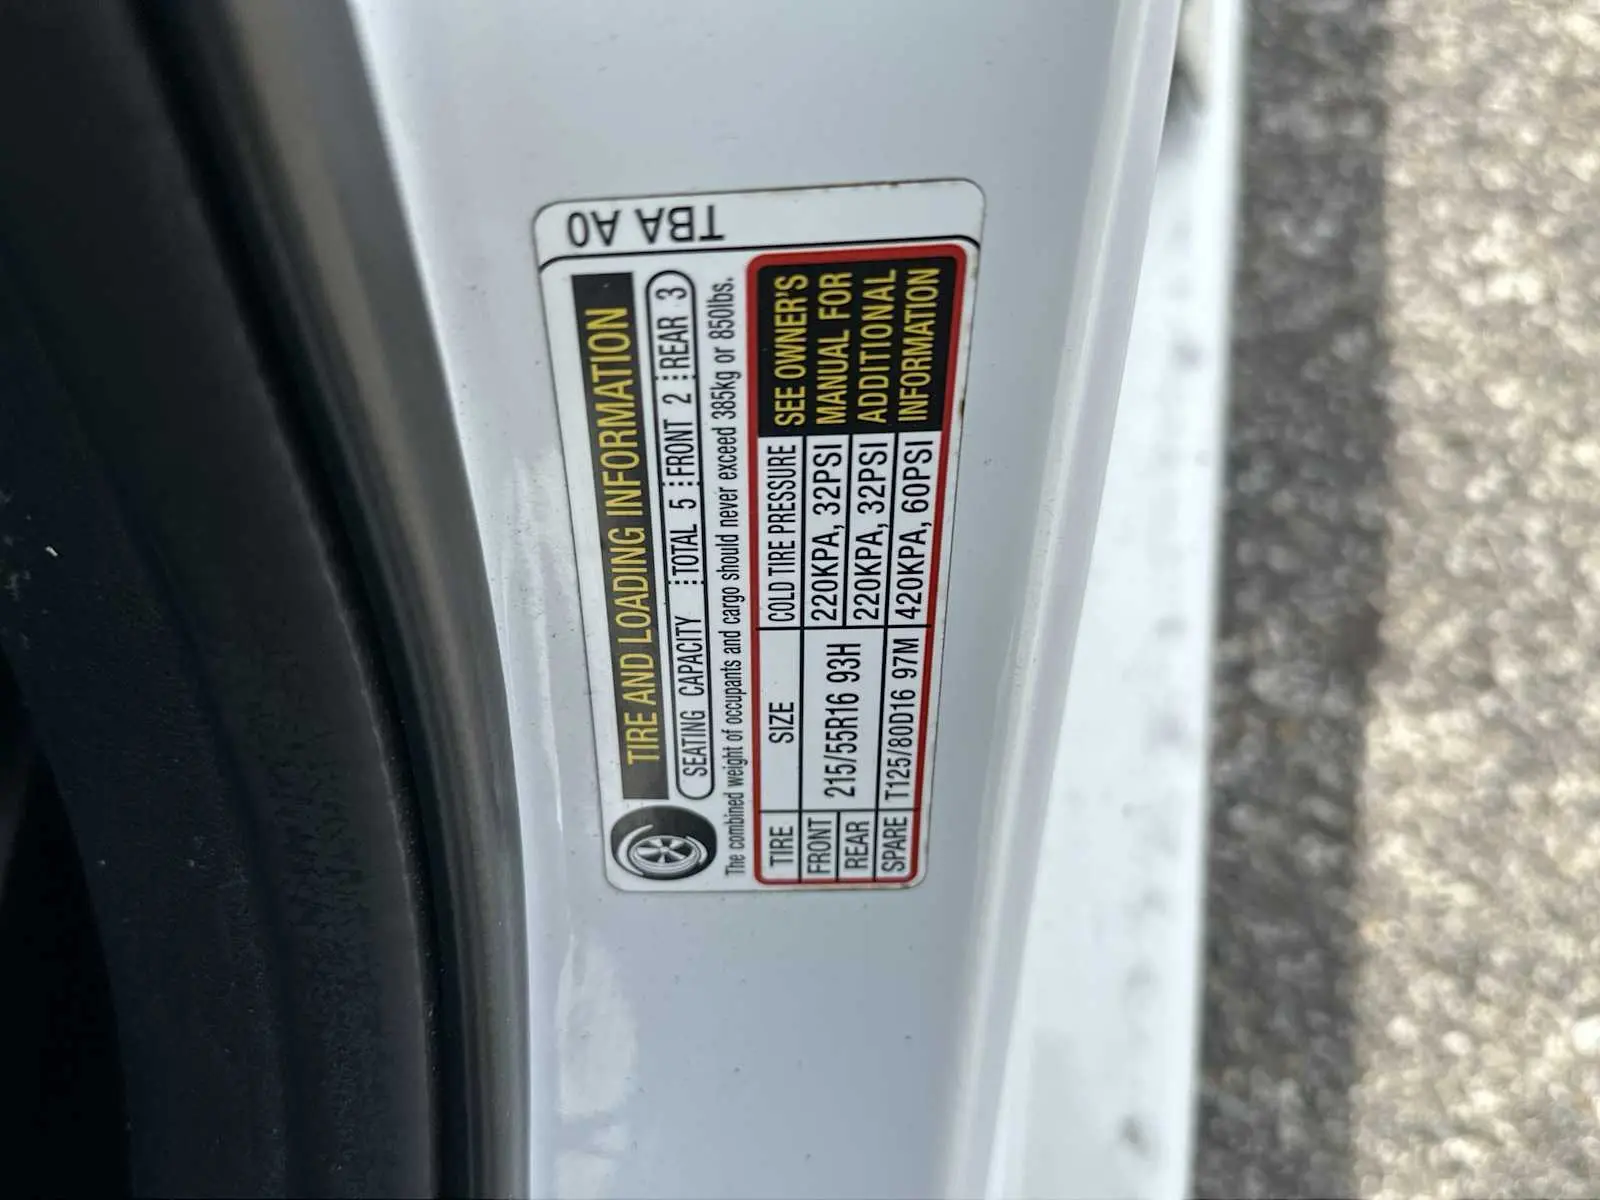 TBA A0
TIRE AND LOADING INFORMATION
SEATING CAPACITY TOTAL 5 FRONT 2 REAR 3
The combined weight of occupants and cargo should never exceed 385kg or 850lbs.
TIRE SIZE COLD TIRE PRESSURE
FRONT 215/55R16 93H 220KPA, 32PSI
REAR 220KPA, 32PSI
SPARE T125/80D16 97M 420KPA, 60PSI
SEE OWNER'S
MANUAL FOR
ADDITIONAL
INFORMATION